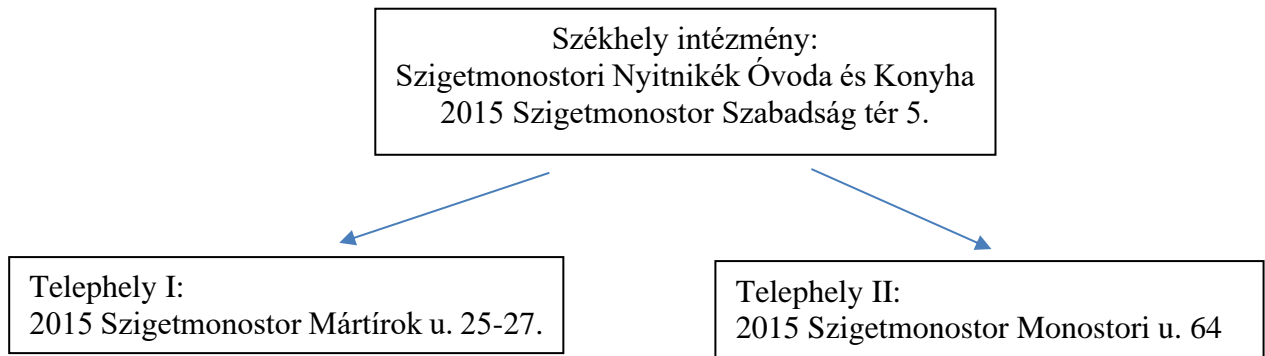 Székhely intézmény:
Szigetmonostori Nyitnikék Óvoda és Konyha
2015 Szigetmonostor Szabadság tér 5.
Telephely I:
2015 Szigetmonostor Mártírok u. 25-27.
Telephely II:
2015 Szigetmonostor Monostori u. 64